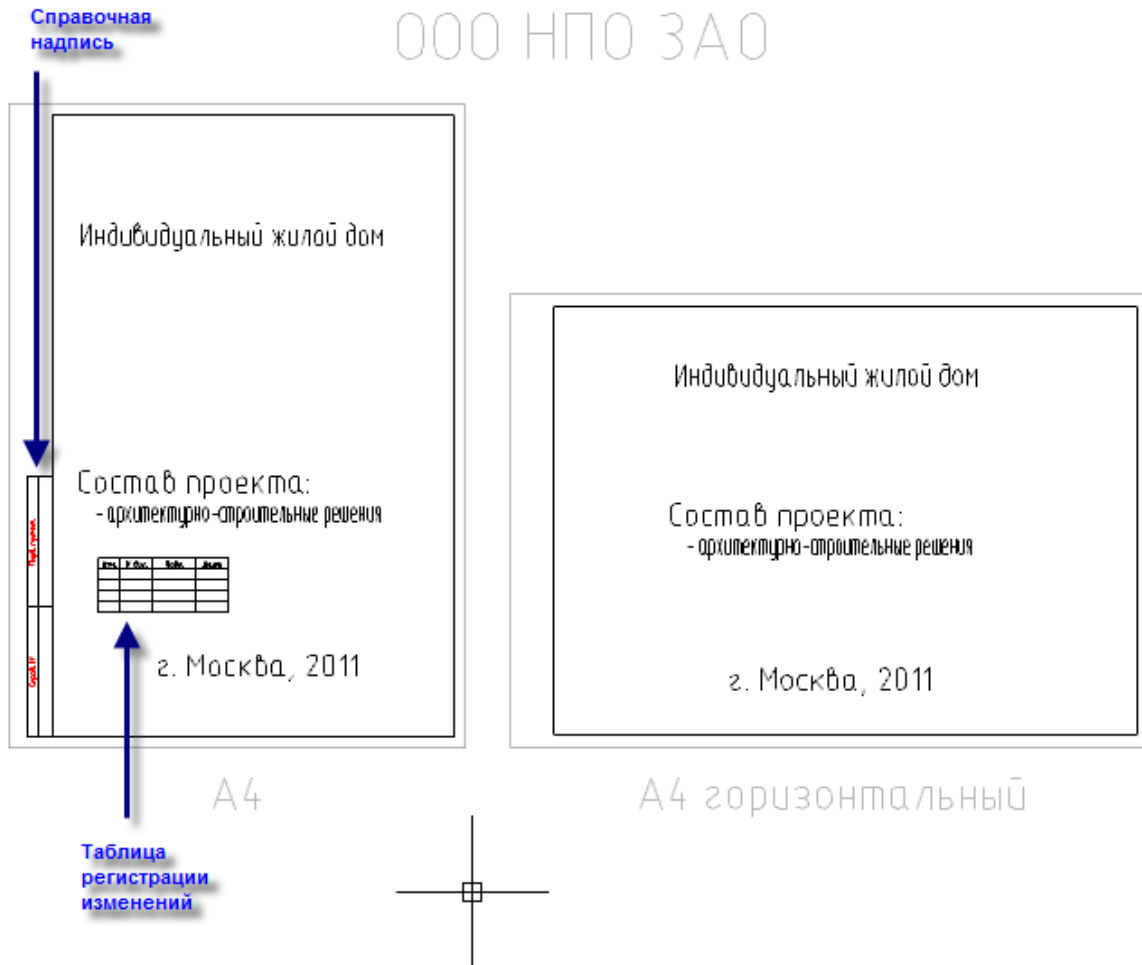 Справочная
надпись
ООО НПО ЗАО
Индивидуальный жилой дом
Состав проекта:
- архитектурно-строительные решения
г. Москва, 2011
А4
Таблица
регистрации
изменений
Индивидуальный жилой дом
Состав проекта:
- архитектурно-строительные решения
г. Москва, 2011
А4 горизонтальный